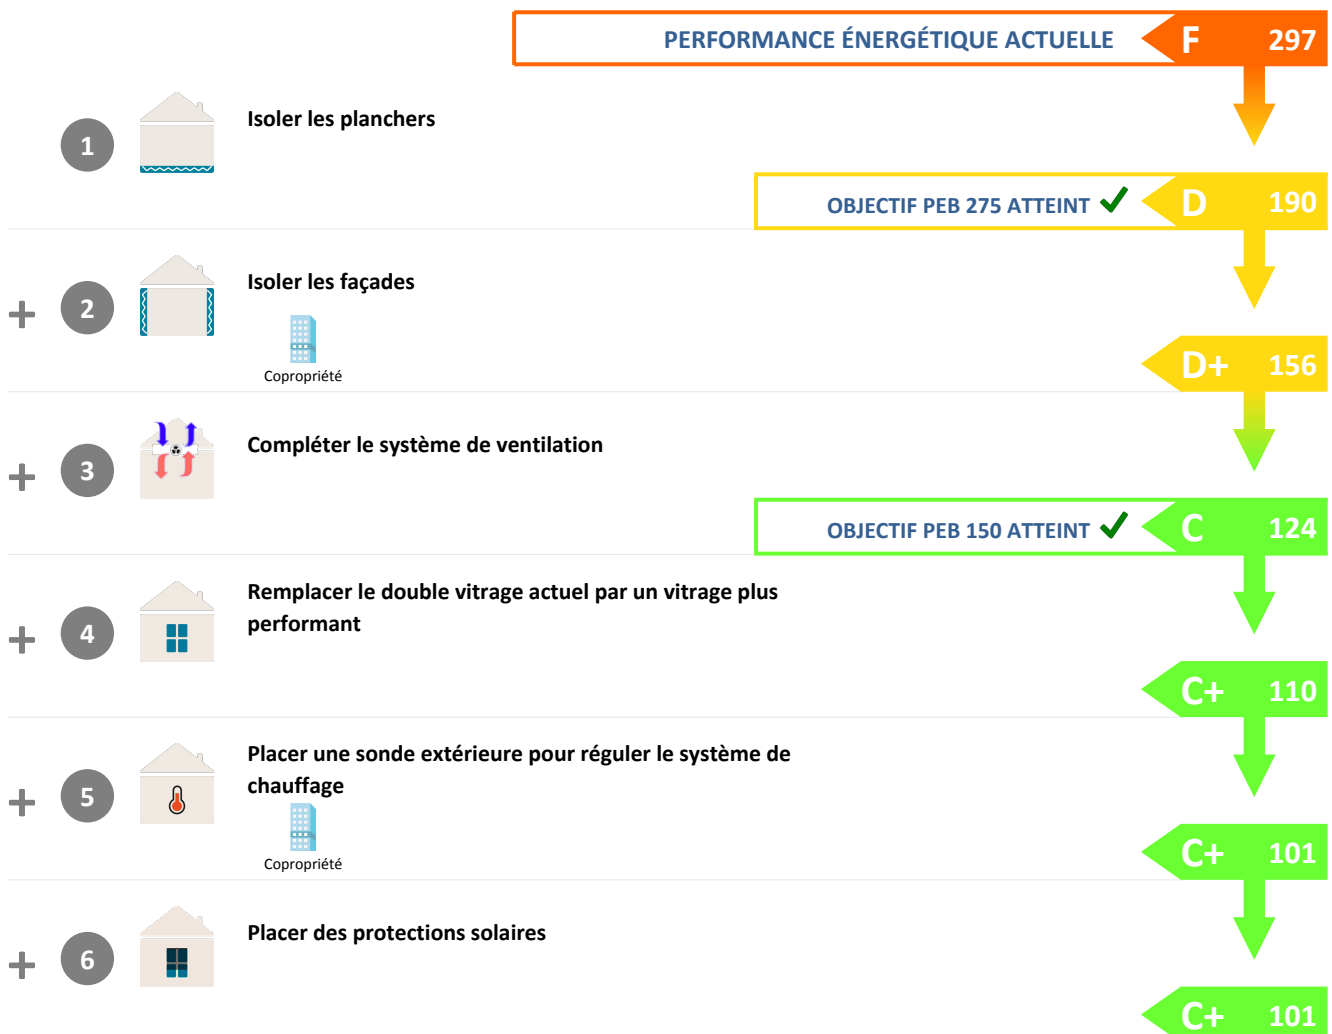 PERFORMANCE ÉNERGÉTIQUE ACTUELLE F 297
1 Isoler les planchers
OBJECTIF PEB 275 ATTEINT D 190
+ 2 Isoler les façades
Copropriété
D+ 156
+ 3 Compléter le système de ventilation
OBJECTIF PEB 150 ATTEINT C 124
+ 4 Remplacer le double vitrage actuel par un vitrage plus
performant
C+ 110
+ 5 Placer une sonde extérieure pour réguler le système de
chauffage
Copropriété
C+ 101
+ 6 Placer des protections solaires
C+ 101